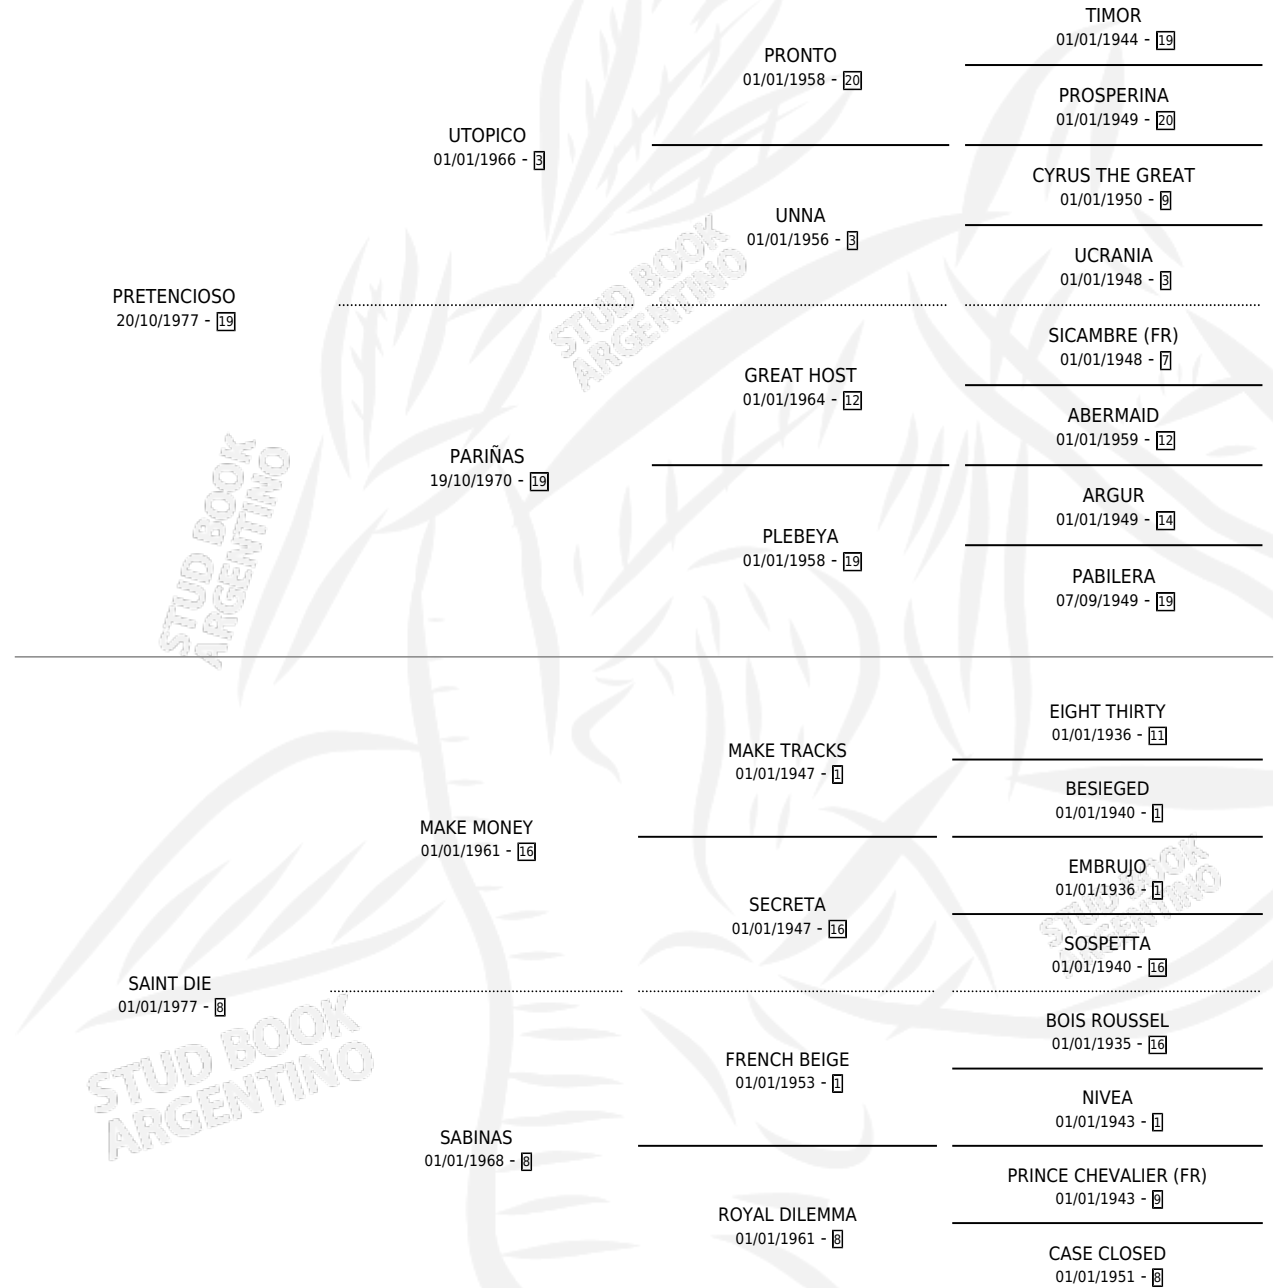 TIMOR
01/01/1944 - 19
PRONTO
01/01/1958 - 20
PROSPERINA
01/01/1949 - 20
UTOPICO
01/01/1966 - 3
CYRUS THE GREAT
01/01/1950 - 9
UNNA
01/01/1956 - 3
UCRANIA
01/01/1948 - 3
PRETENCIOSO
20/10/1977 - 19
STUD BOOK
ARGENTINO
SICAMBRE (FR)
01/01/1948 - 7
GREAT HOST
01/01/1964 - 12
ABERMAID
01/01/1959 - 12
PARIÑAS
19/10/1970 - 19
ARGUR
01/01/1949 - 14
PLEBEYA
01/01/1958 - 19
PABILERA
07/09/1949 - 19
STUD BOOK
ARGENTINO
EIGHT THIRTY
01/01/1936 - 11
MAKE TRACKS
01/01/1947 - 1
BESIEGED
01/01/1940 - 1
MAKE MONEY
01/01/1961 - 16
EMBRUJO
01/01/1936 - 1
SECRETA
01/01/1947 - 16
STUD BOOK
ARGENTINO
SOSPETTA
01/01/1940 - 16
SAINT DIE
01/01/1977 - 8
BOIS ROUSSEL
01/01/1935 - 16
STUD BOOK
ARGENTINO
FRENCH BEIGE
01/01/1953 - 1
NIVEA
01/01/1943 - 1
SABINAS
01/01/1968 - 8
PRINCE CHEVALIER (FR)
01/01/1943 - 9
ROYAL DILEMMA
01/01/1961 - 8
CASE CLOSED
01/01/1951 - 8